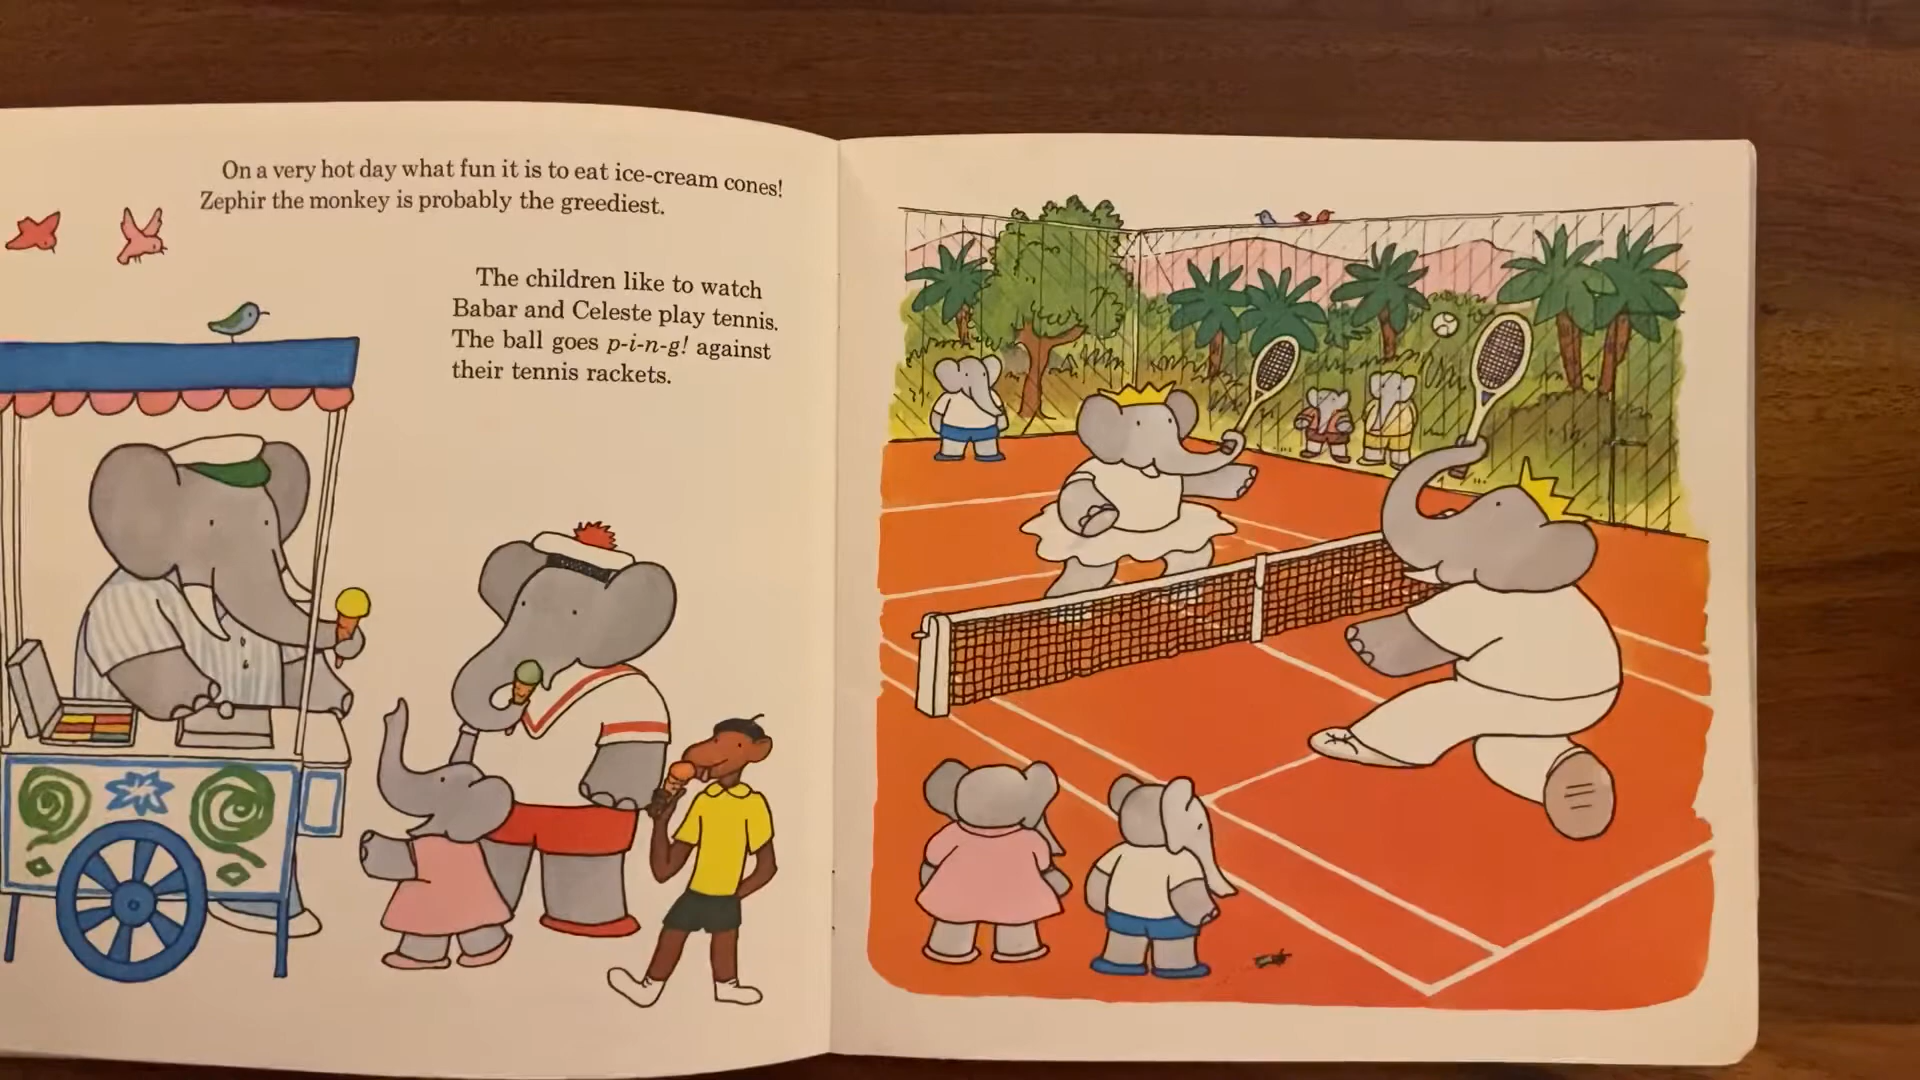 On a very hot day what fun it is to eat ice-cream cones!
Zephir the monkey is probably the greediest.
The children like to watch
Babar and Celeste play tennis.
The ball goes p-i-n-g! against
their tennis rackets.